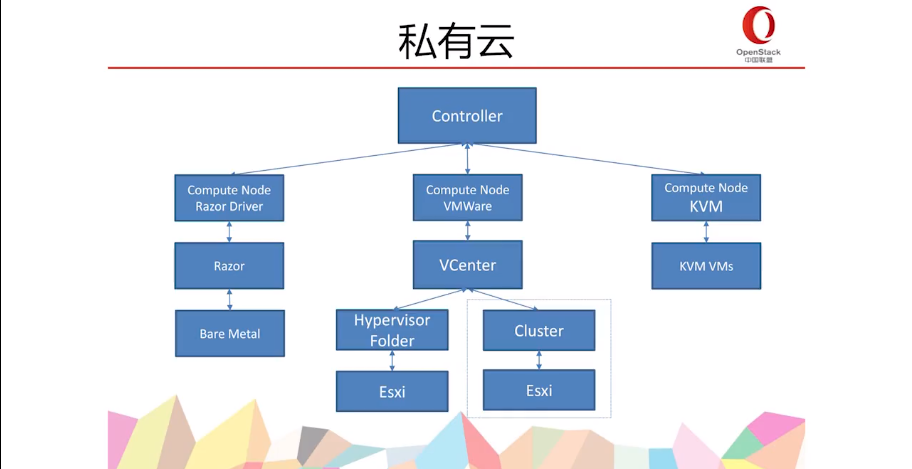 私有云
OpenStack
中国联盟
Controller
Compute Node
Razor Driver
Compute Node
VMWare
Compute Node
KVM
Razor
VCenter
KVM VMs
Bare Metal
Hypervisor
Folder
Cluster
Esxi
Esxi